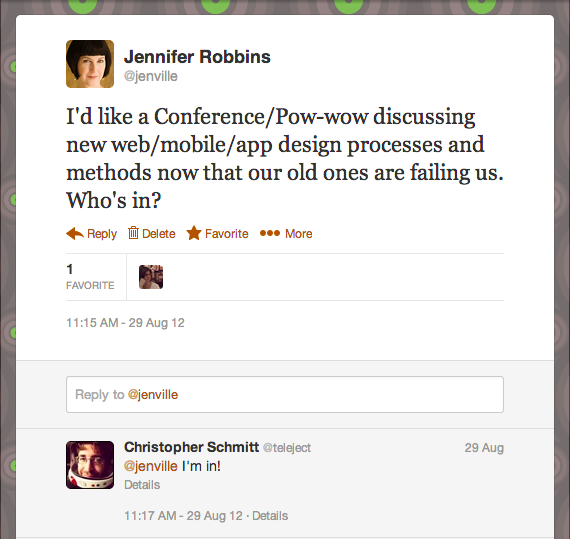 Jennifer Robbins
@jenville
I'd like a Conference/Pow-wow discussing
new web/mobile/app design processes and
methods now that our old ones are failing us.
Who's in?
Reply Delete Favorite More
1
FAVORITE
11:15 AM - 29 Aug 12
Reply to @jenville
Christopher Schmitt @teleject 29 Aug
@jenville I'm in!
Details
11:17 AM - 29 Aug 12 · Details